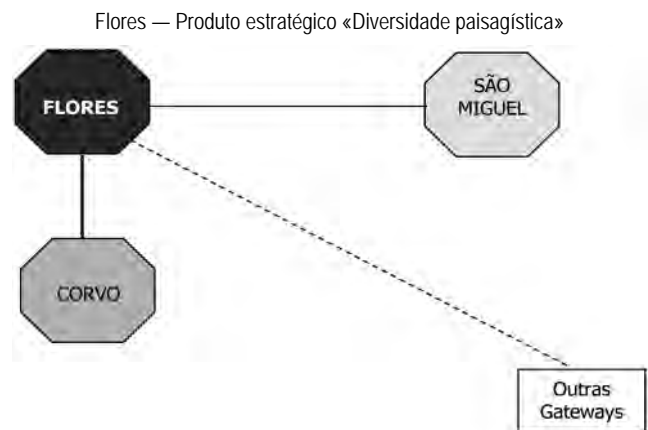 Flores — Produto estratégico «Diversidade paisagística»
FLORES
SÃO
MIGUEL
CORVO
Outras
Gateways